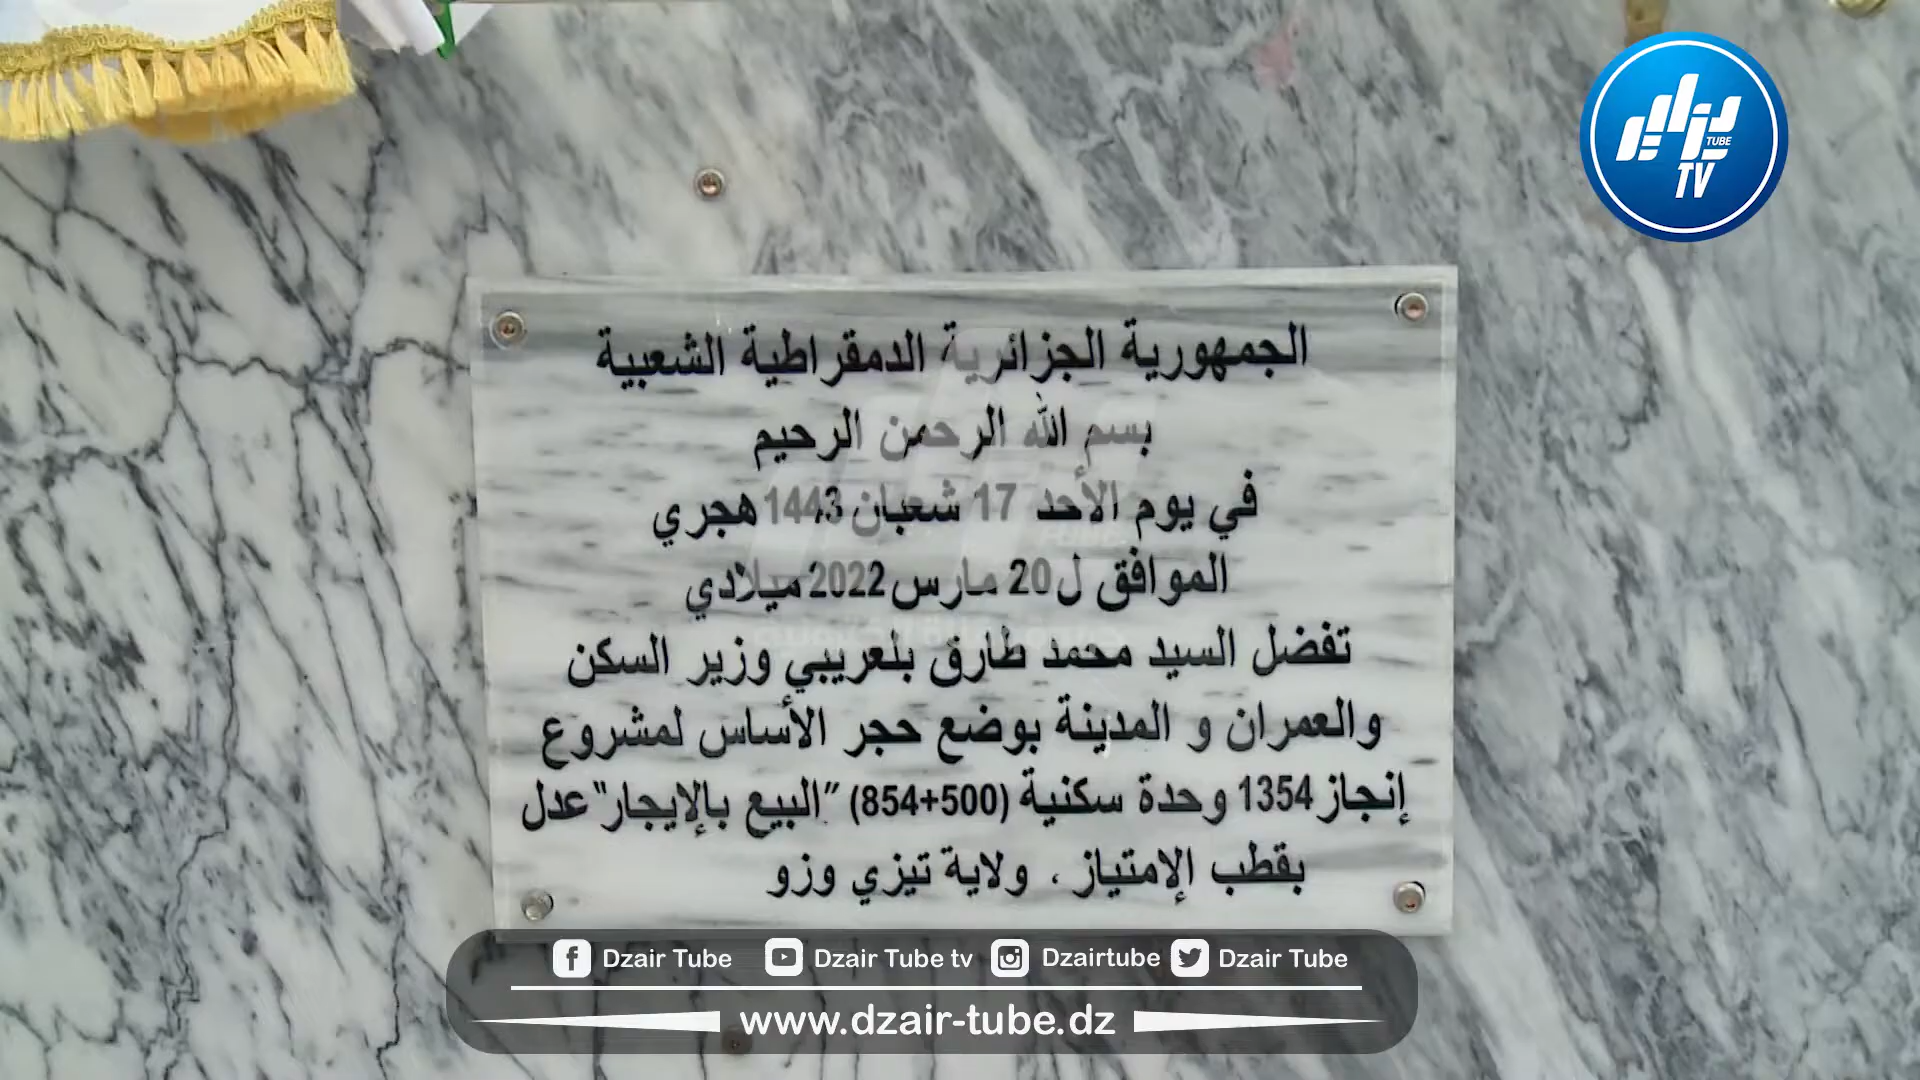 TUBE
TV
الجمهورية الجزائرية الدمقراطية الشعبية
بسم الله الرحمن الرحيم
في يوم الأحد 17 شعبان 1443 هجري
الموافق ل 20 مارس 2022 ميلادي
تفضل السيد محمد طارق بلعريبي وزير السكن
والعمران و المدينة بوضع حجر الأساس لمشروع
إنجاز 1354 وحدة سكنية (500+854) "البيع بالإيجار" عدل
بقطب الإمتياز . ولاية تيزي وزو
Dzair Tube Dzair Tube tv Dzairtube Dzair Tube
www.dzair-tube.dz